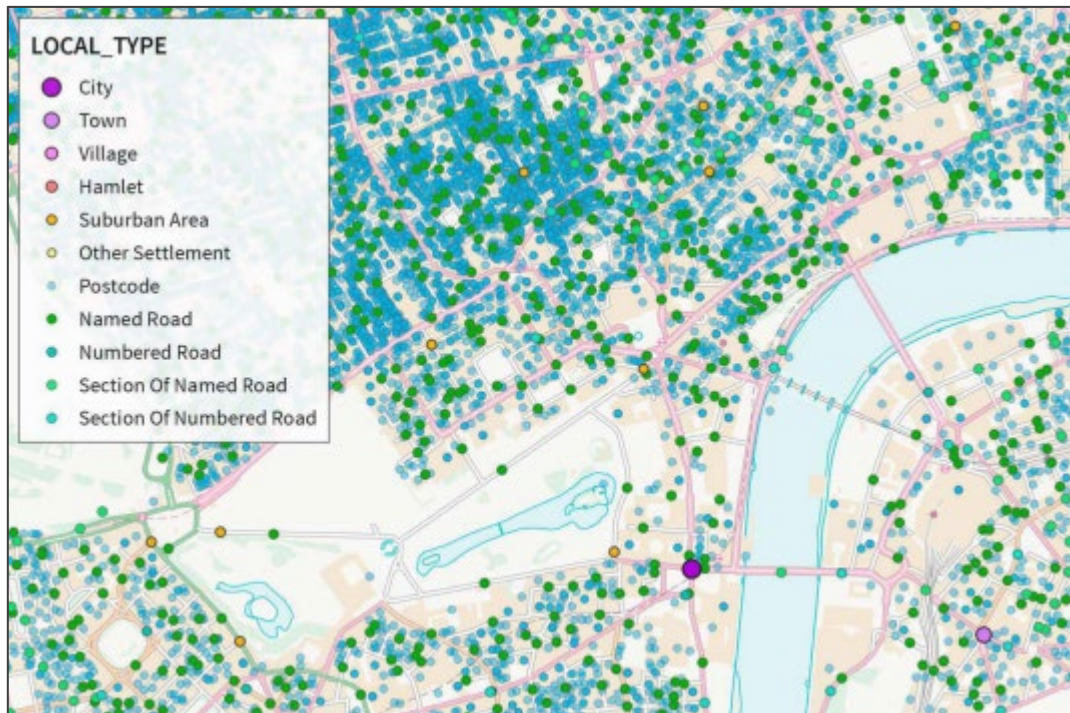 LOCAL_TYPE
City
Town
Village
Hamlet
Suburban Area
Other Settlement
Postcode
Named Road
Numbered Road
Section Of Named Road
Section Of Numbered Road